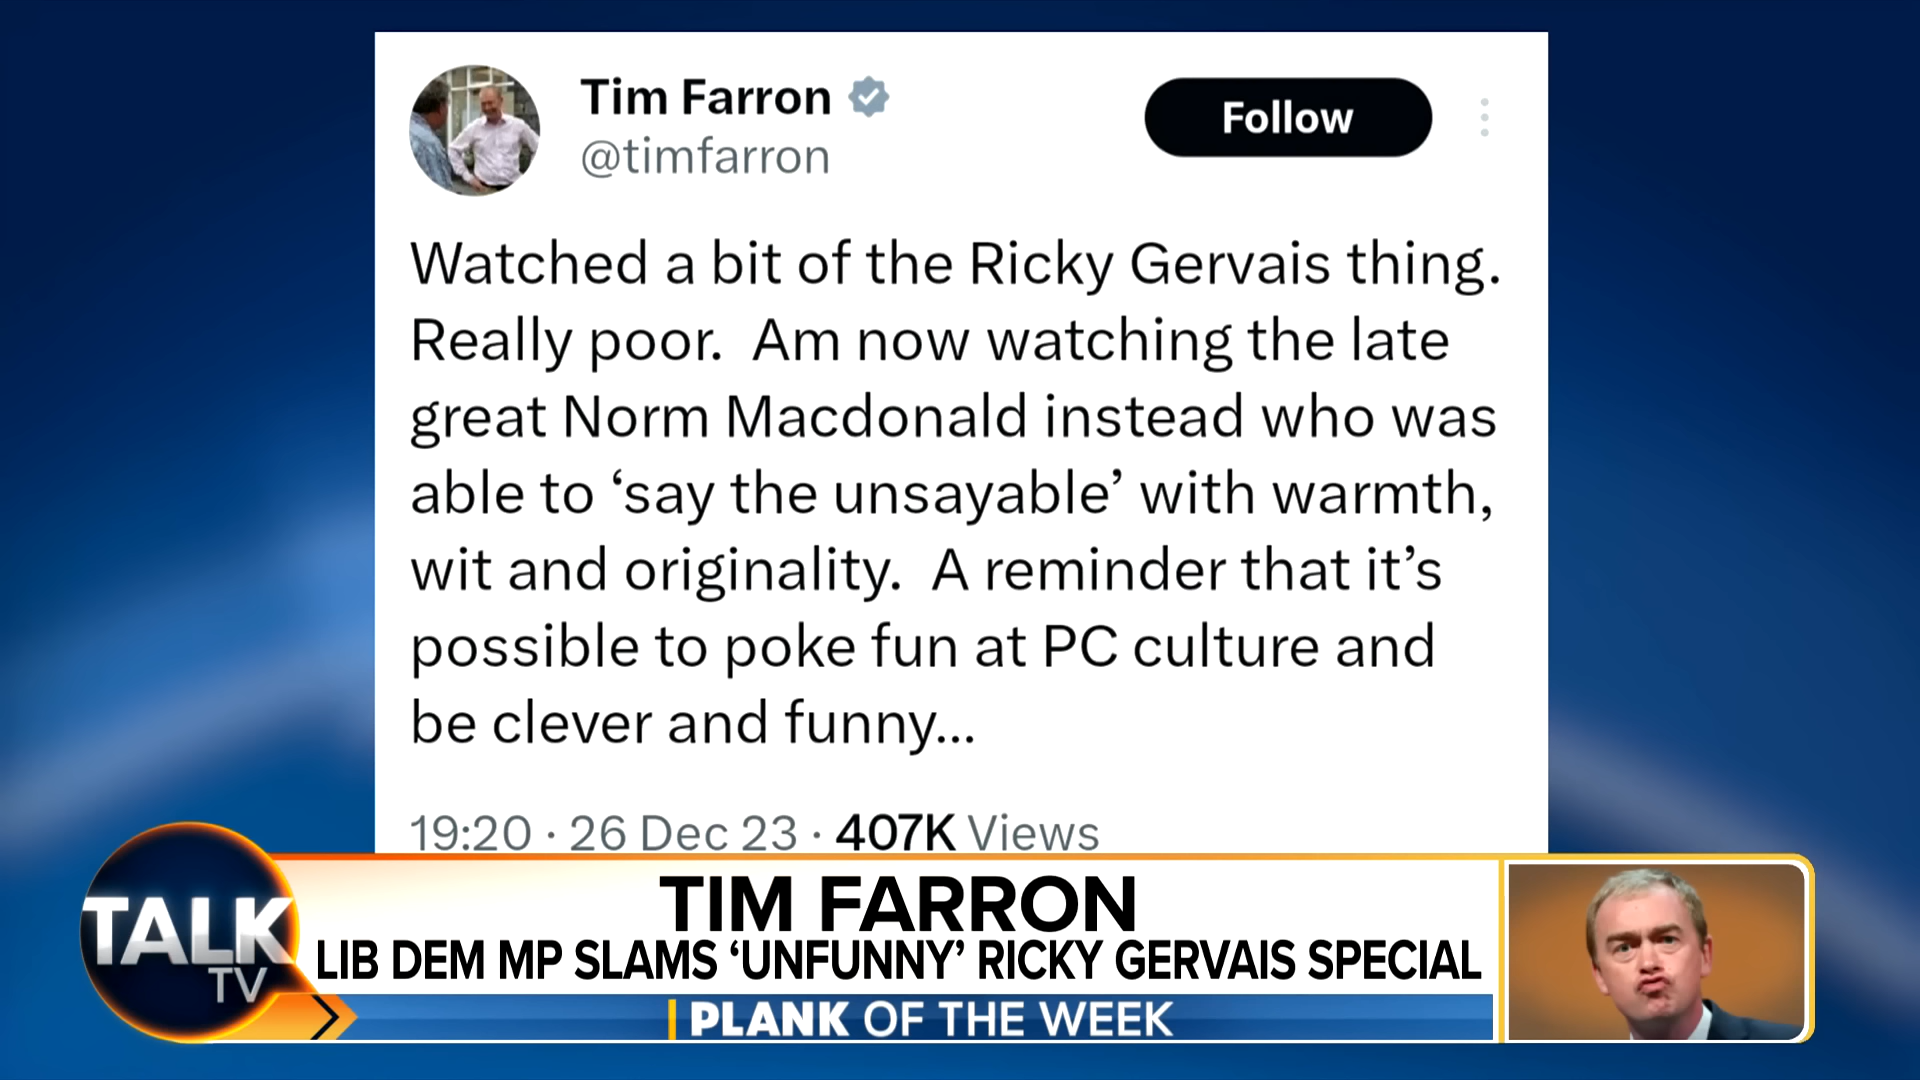 Tim Farron
@timfarron
Follow
Watched a bit of the Ricky Gervais thing.
Really poor.  Am now watching the late
great Norm Macdonald instead who was
able to ‘say the unsayable’ with warmth,
wit and originality.  A reminder that it’s
possible to poke fun at PC culture and
be clever and funny...
19:20 · 26 Dec 23 · 407K Views
TALK
TV
TIM FARRON
LIB DEM MP SLAMS ‘UNFUNNY’ RICKY GERVAIS SPECIAL
PLANK OF THE WEEK